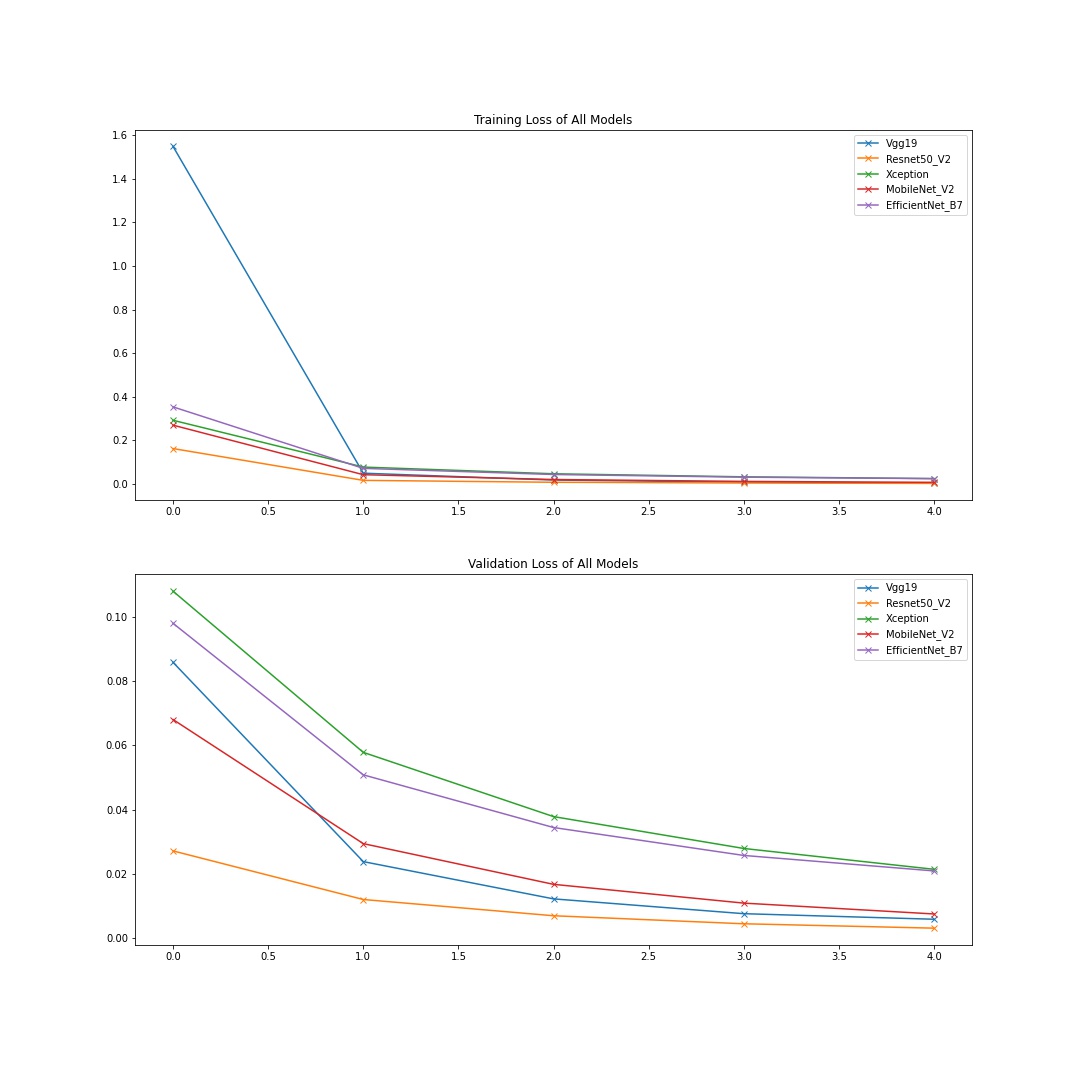 Training Loss of All Models
1.6
1.4
1.2
1.0
0.8
0.6
0.4
0.2
0.0
Vgg19
Resnet50_V2
Xception
MobileNet_V2
EfficientNet_B7
0.0 0.5 1.0 1.5 2.0 2.5 3.0 3.5 4.0
Validation Loss of All Models
0.10
0.08
0.06
0.04
0.02
0.00
Vgg19
Resnet50_V2
Xception
MobileNet_V2
EfficientNet_B7
0.0 0.5 1.0 1.5 2.0 2.5 3.0 3.5 4.0